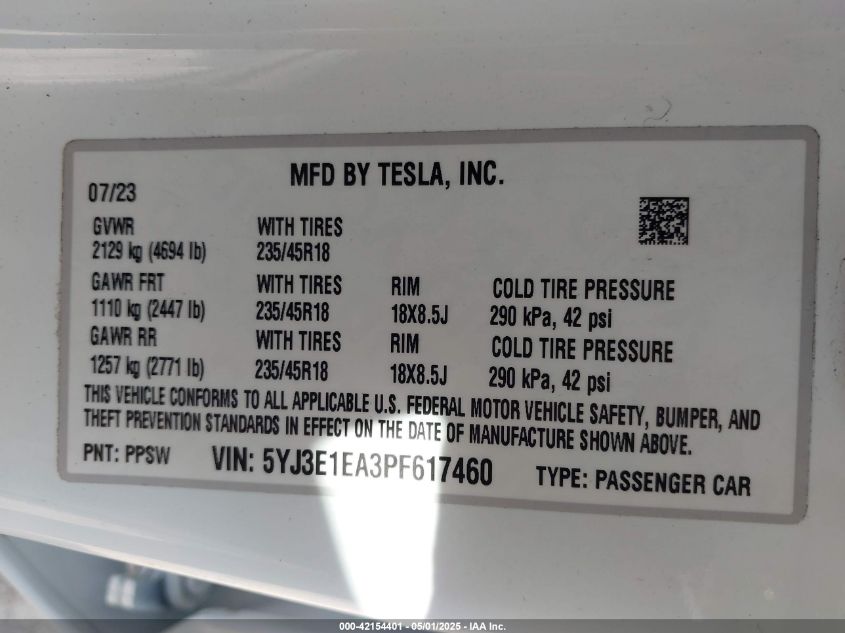 MFD BY TESLA, INC.
07/23
GVWR WITH TIRES
2129 kg (4694 lb) 235/45R18
GAWR FRT WITH TIRES RIM COLD TIRE PRESSURE
1110 kg (2447 lb) 235/45R18 18X8.5J 290 kPa, 42 psi
GAWR RR WITH TIRES RIM COLD TIRE PRESSURE
1257 kg (2771 lb) 235/45R18 18X8.5J 290 kPa, 42 psi
THIS VEHICLE CONFORMS TO ALL APPLICABLE U.S. FEDERAL MOTOR VEHICLE SAFETY, BUMPER, AND
THEFT PREVENTION STANDARDS IN EFFECT ON THE DATE OF MANUFACTURE SHOWN ABOVE.
PNT: PPSW VIN: 5YJ3E1EA3PF617460 TYPE: PASSENGER CAR
000-42154401 - 05/01/2025 - IAA Inc.